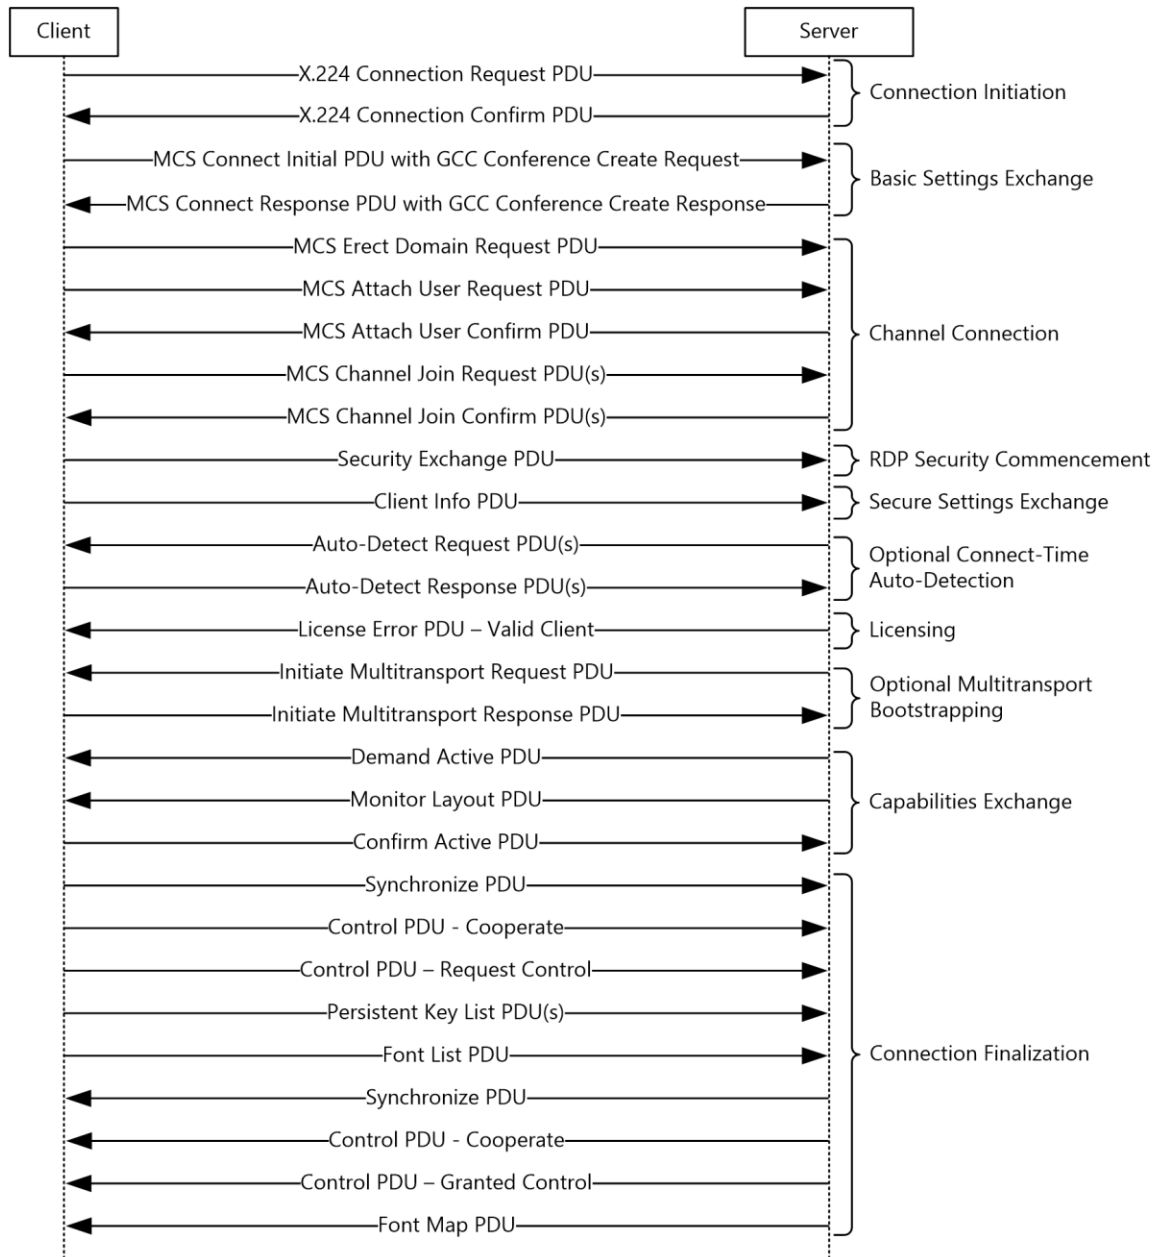 Client
Server
X.224 Connection Request PDU
X.224 Connection Confirm PDU
Connection Initiation
MCS Connect Initial PDU with GCC Conference Create Request
MCS Connect Response PDU with GCC Conference Create Response
Basic Settings Exchange
MCS Erect Domain Request PDU
MCS Attach User Request PDU
MCS Attach User Confirm PDU
MCS Channel Join Request PDU(s)
MCS Channel Join Confirm PDU(s)
Channel Connection
Security Exchange PDU
RDP Security Commencement
Client Info PDU
Secure Settings Exchange
Auto-Detect Request PDU(s)
Auto-Detect Response PDU(s)
Optional Connect-Time
Auto-Detection
License Error PDU – Valid Client
Licensing
Initiate Multitransport Request PDU
Initiate Multitransport Response PDU
Optional Multitransport
Bootstrapping
Demand Active PDU
Monitor Layout PDU
Confirm Active PDU
Capabilities Exchange
Synchronize PDU
Control PDU - Cooperate
Control PDU – Request Control
Persistent Key List PDU(s)
Font List PDU
Synchronize PDU
Control PDU - Cooperate
Control PDU – Granted Control
Font Map PDU
Connection Finalization